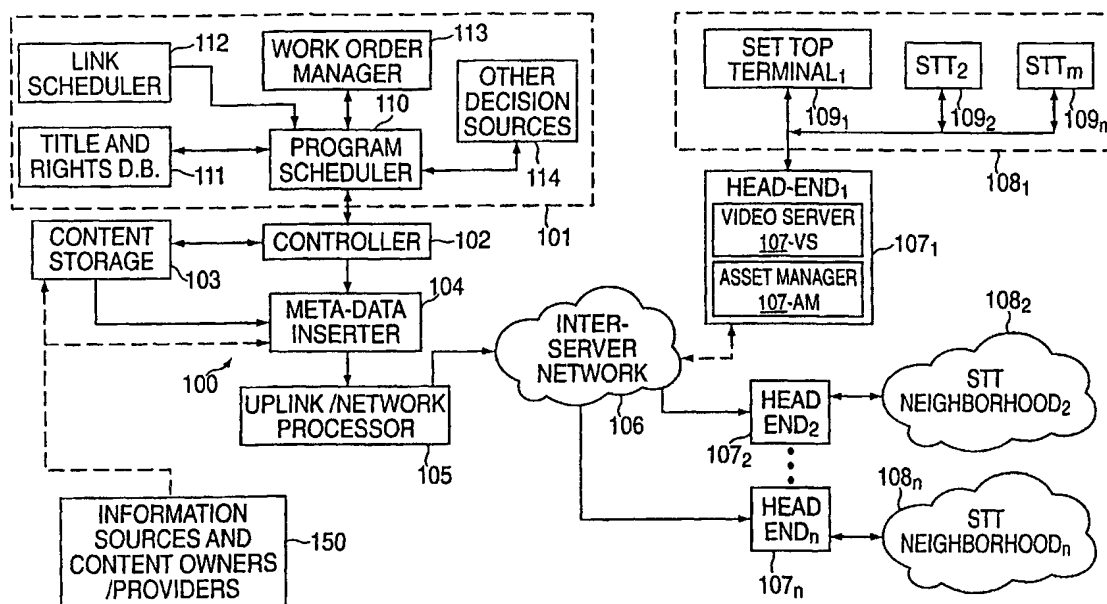 112
LINK
SCHEDULER
WORK ORDER
MANAGER
113
OTHER
DECISION
SOURCES
114
110
PROGRAM
SCHEDULER
TITLE AND
RIGHTS D.B.
111
101
CONTENT
STORAGE
103
CONTROLLER
102
META-DATA
INSERTER
104
100
UPLINK /NETWORK
PROCESSOR
105
INFORMATION
SOURCES AND
CONTENT OWNERS
/PROVIDERS
150
INTER-
SERVER
NETWORK
106
SET TOP
TERMINAL₁
109₁
STT₂
109₂
STTₘ
109ₙ
108₁
HEAD-END₁
VIDEO SERVER
107-VS
ASSET MANAGER
107-AM
107₁
HEAD
END₂
107₂
108₂
STT
NEIGHBORHOOD₂
HEAD
ENDₙ
107ₙ
108ₙ
STT
NEIGHBORHOODₙ